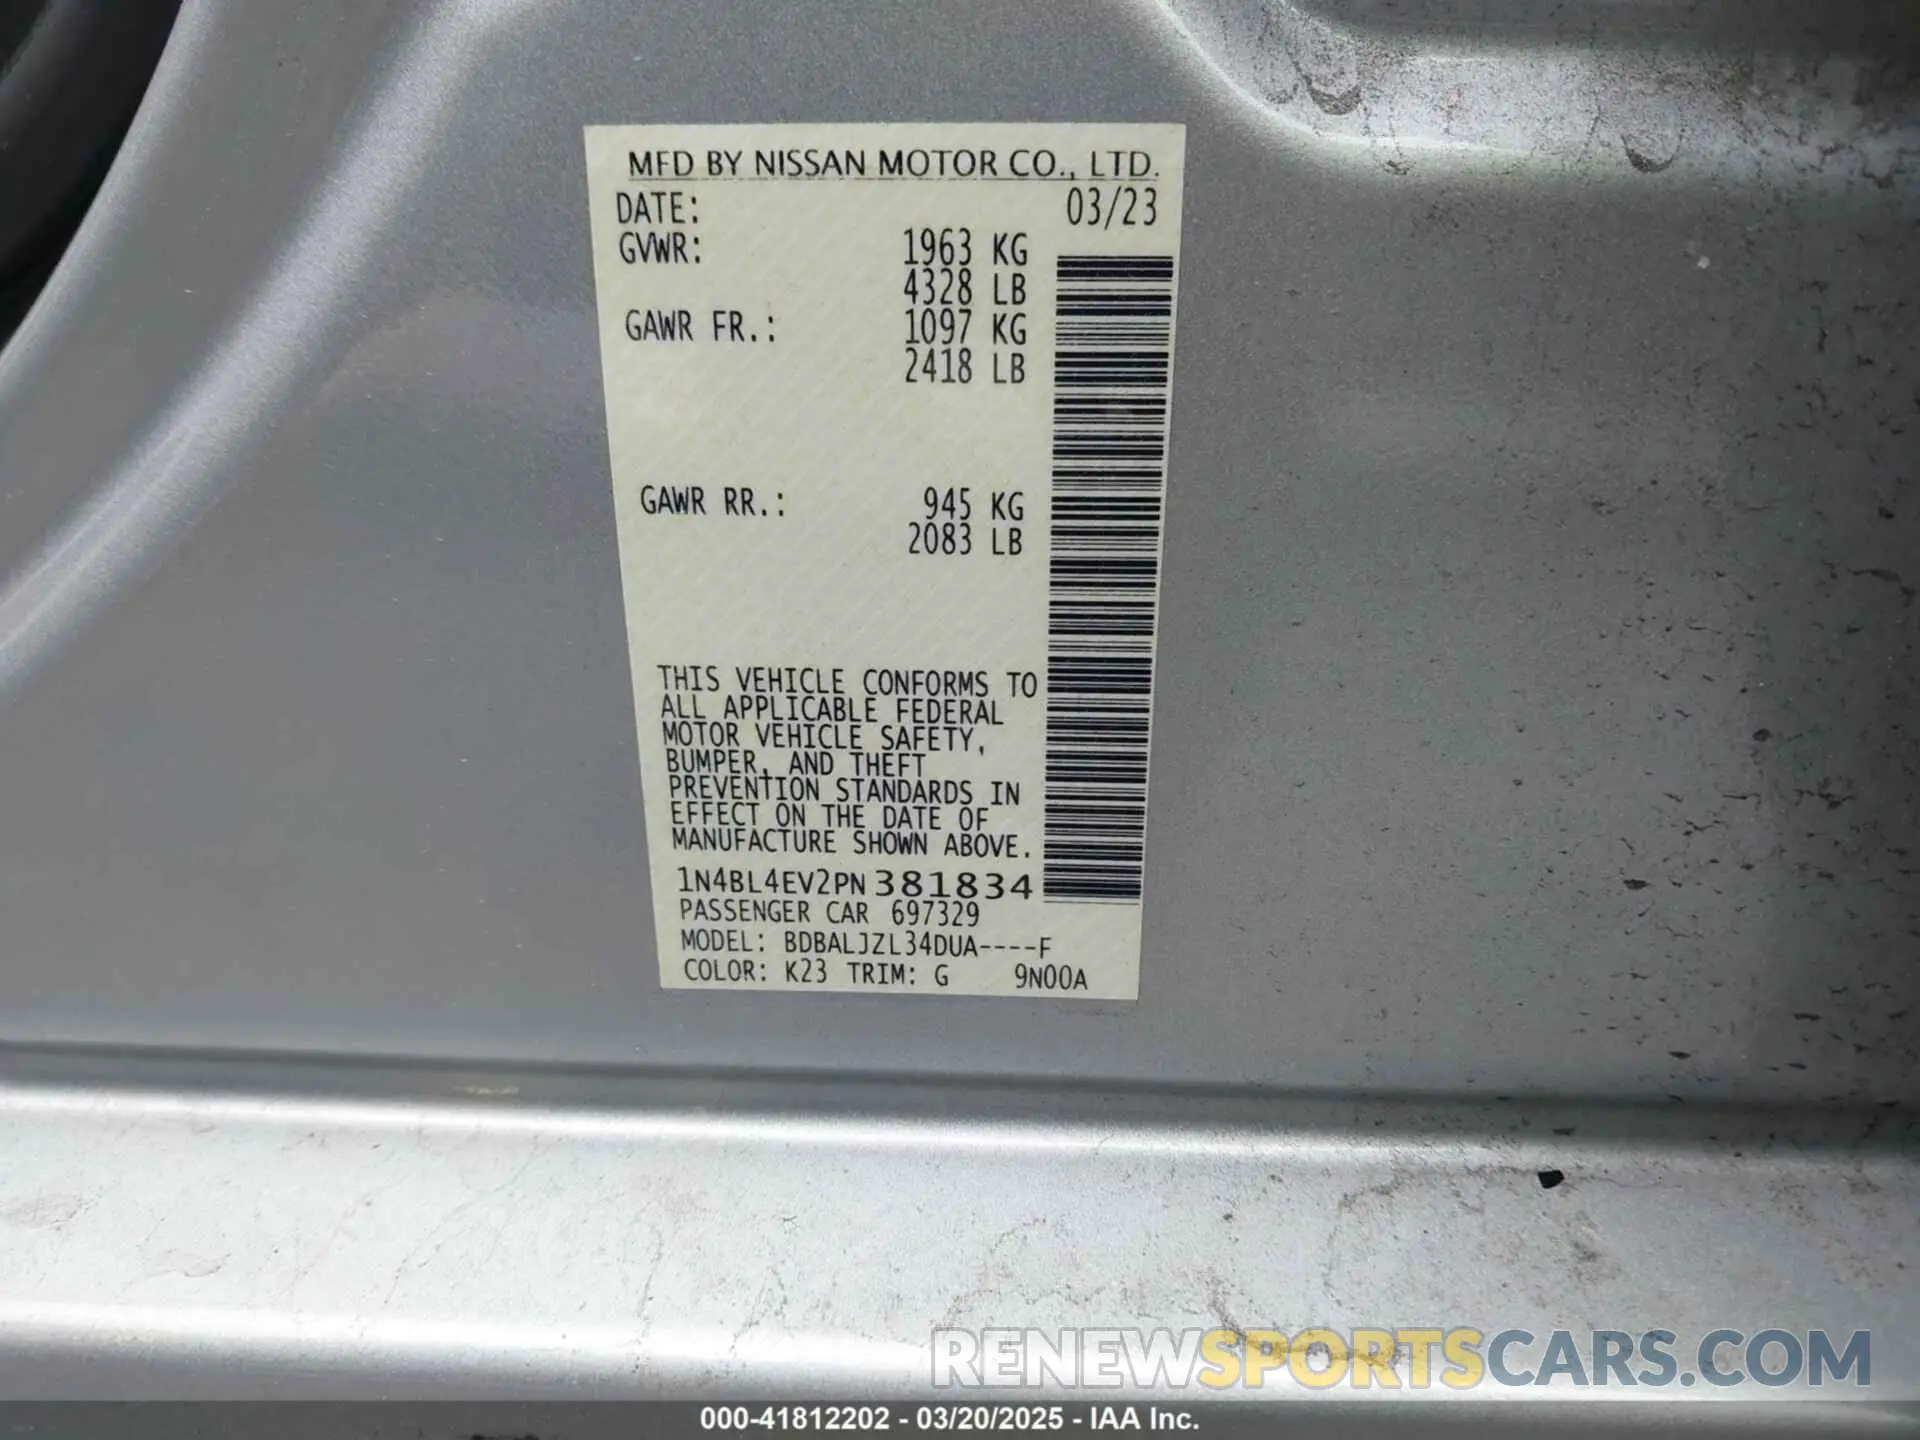 MFD BY NISSAN MOTOR CO., LTD.
DATE: 03/23
GVWR: 1963 KG
4328 LB
GAWR FR.: 1097 KG
2418 LB
GAWR RR.: 945 KG
2083 LB
THIS VEHICLE CONFORMS TO
ALL APPLICABLE FEDERAL
MOTOR VEHICLE SAFETY,
BUMPER, AND THEFT
PREVENTION STANDARDS IN
EFFECT ON THE DATE OF
MANUFACTURE SHOWN ABOVE.
1N4BL4EV2PN381834
PASSENGER CAR 697329
MODEL: BDBALJZL34DUA----F
COLOR: K23 TRIM: G 9N00A
RENEWSPORTSCARS.COM
000-41812202 - 03/20/2025 - IAA Inc.